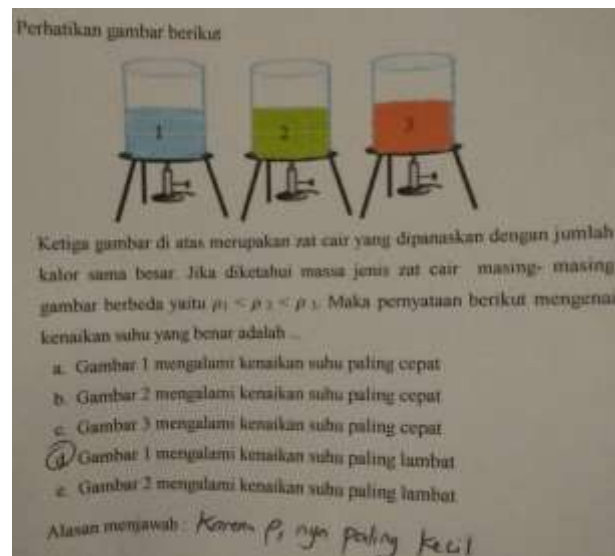 Perhatikan gambar berikut
1 2 3
Ketiga gambar di atas merupakan zat cair yang dipanaskan dengan jumlah
kalor sama besar. Jika diketahui massa jenis zat cair masing- masing
gambar berbeda yaitu ρ₁ < ρ ₂ < ρ ₃. Maka pernyataan berikut mengenai
kenaikan suhu yang benar adalah ...
a. Gambar 1 mengalami kenaikan suhu paling cepat
b. Gambar 2 mengalami kenaikan suhu paling cepat
c. Gambar 3 mengalami kenaikan suhu paling cepat
d. Gambar 1 mengalami kenaikan suhu paling lambat
e. Gambar 2 mengalami kenaikan suhu paling lambat
Alasan menjawab : Karena ρ₁ nya paling kecil